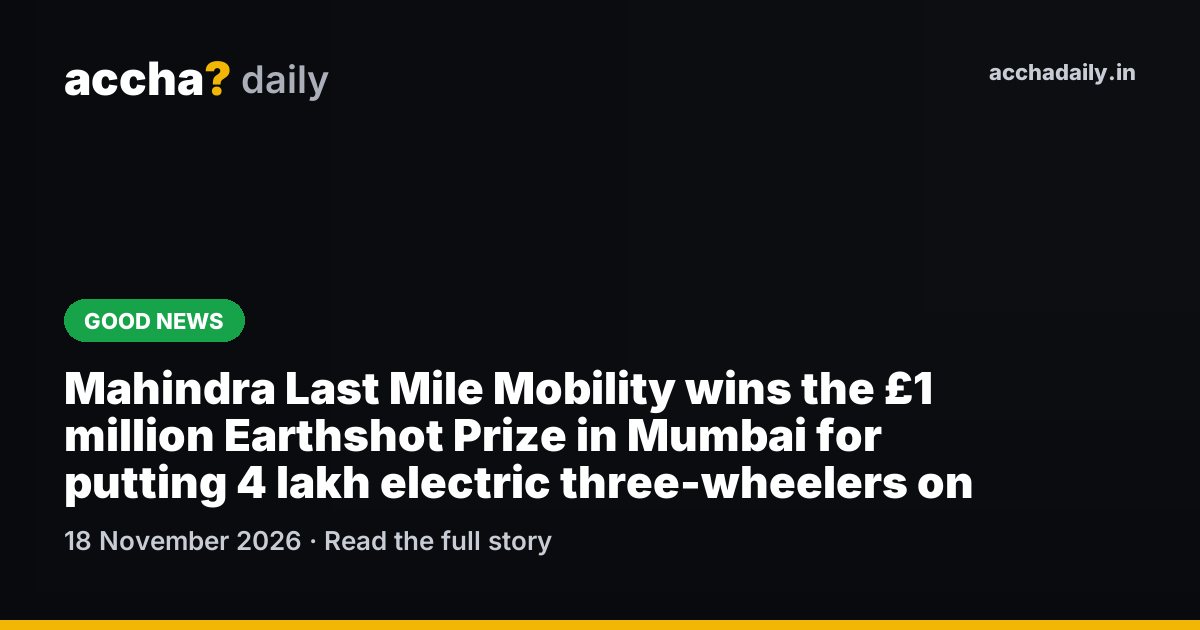 accha? daily
acchadaily.in
GOOD NEWS
Mahindra Last Mile Mobility wins the £1
million Earthshot Prize in Mumbai for
putting 4 lakh electric three-wheelers on
18 November 2026 · Read the full story